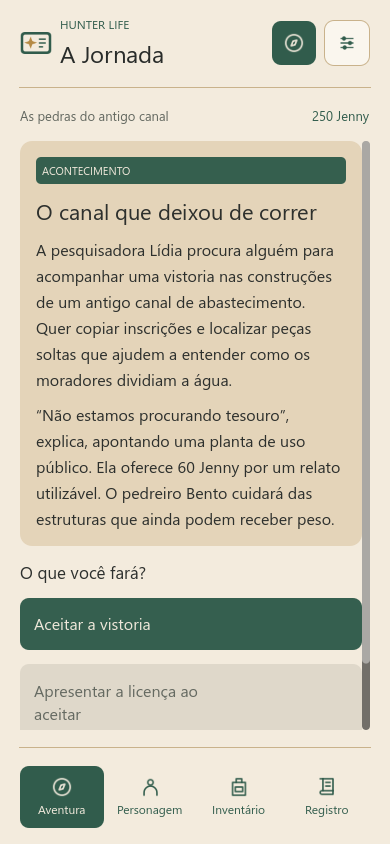 HUNTER LIFE
A Jornada
As pedras do antigo canal
250 Jenny
ACONTECIMENTO
O canal que deixou de correr
A pesquisadora Lídia procura alguém para
acompanhar uma vistoria nas construções
de um antigo canal de abastecimento.
Quer copiar inscrições e localizar peças
soltas que ajudem a entender como os
moradores dividiam a água.
“Não estamos procurando tesouro”,
explica, apontando uma planta de uso
público. Ela oferece 60 Jenny por um relato
utilizável. O pedreiro Bento cuidará das
estruturas que ainda podem receber peso.
O que você fará?
Aceitar a vistoria
Apresentar a licença ao
aceitar
Aventura
Personagem
Inventário
Registro